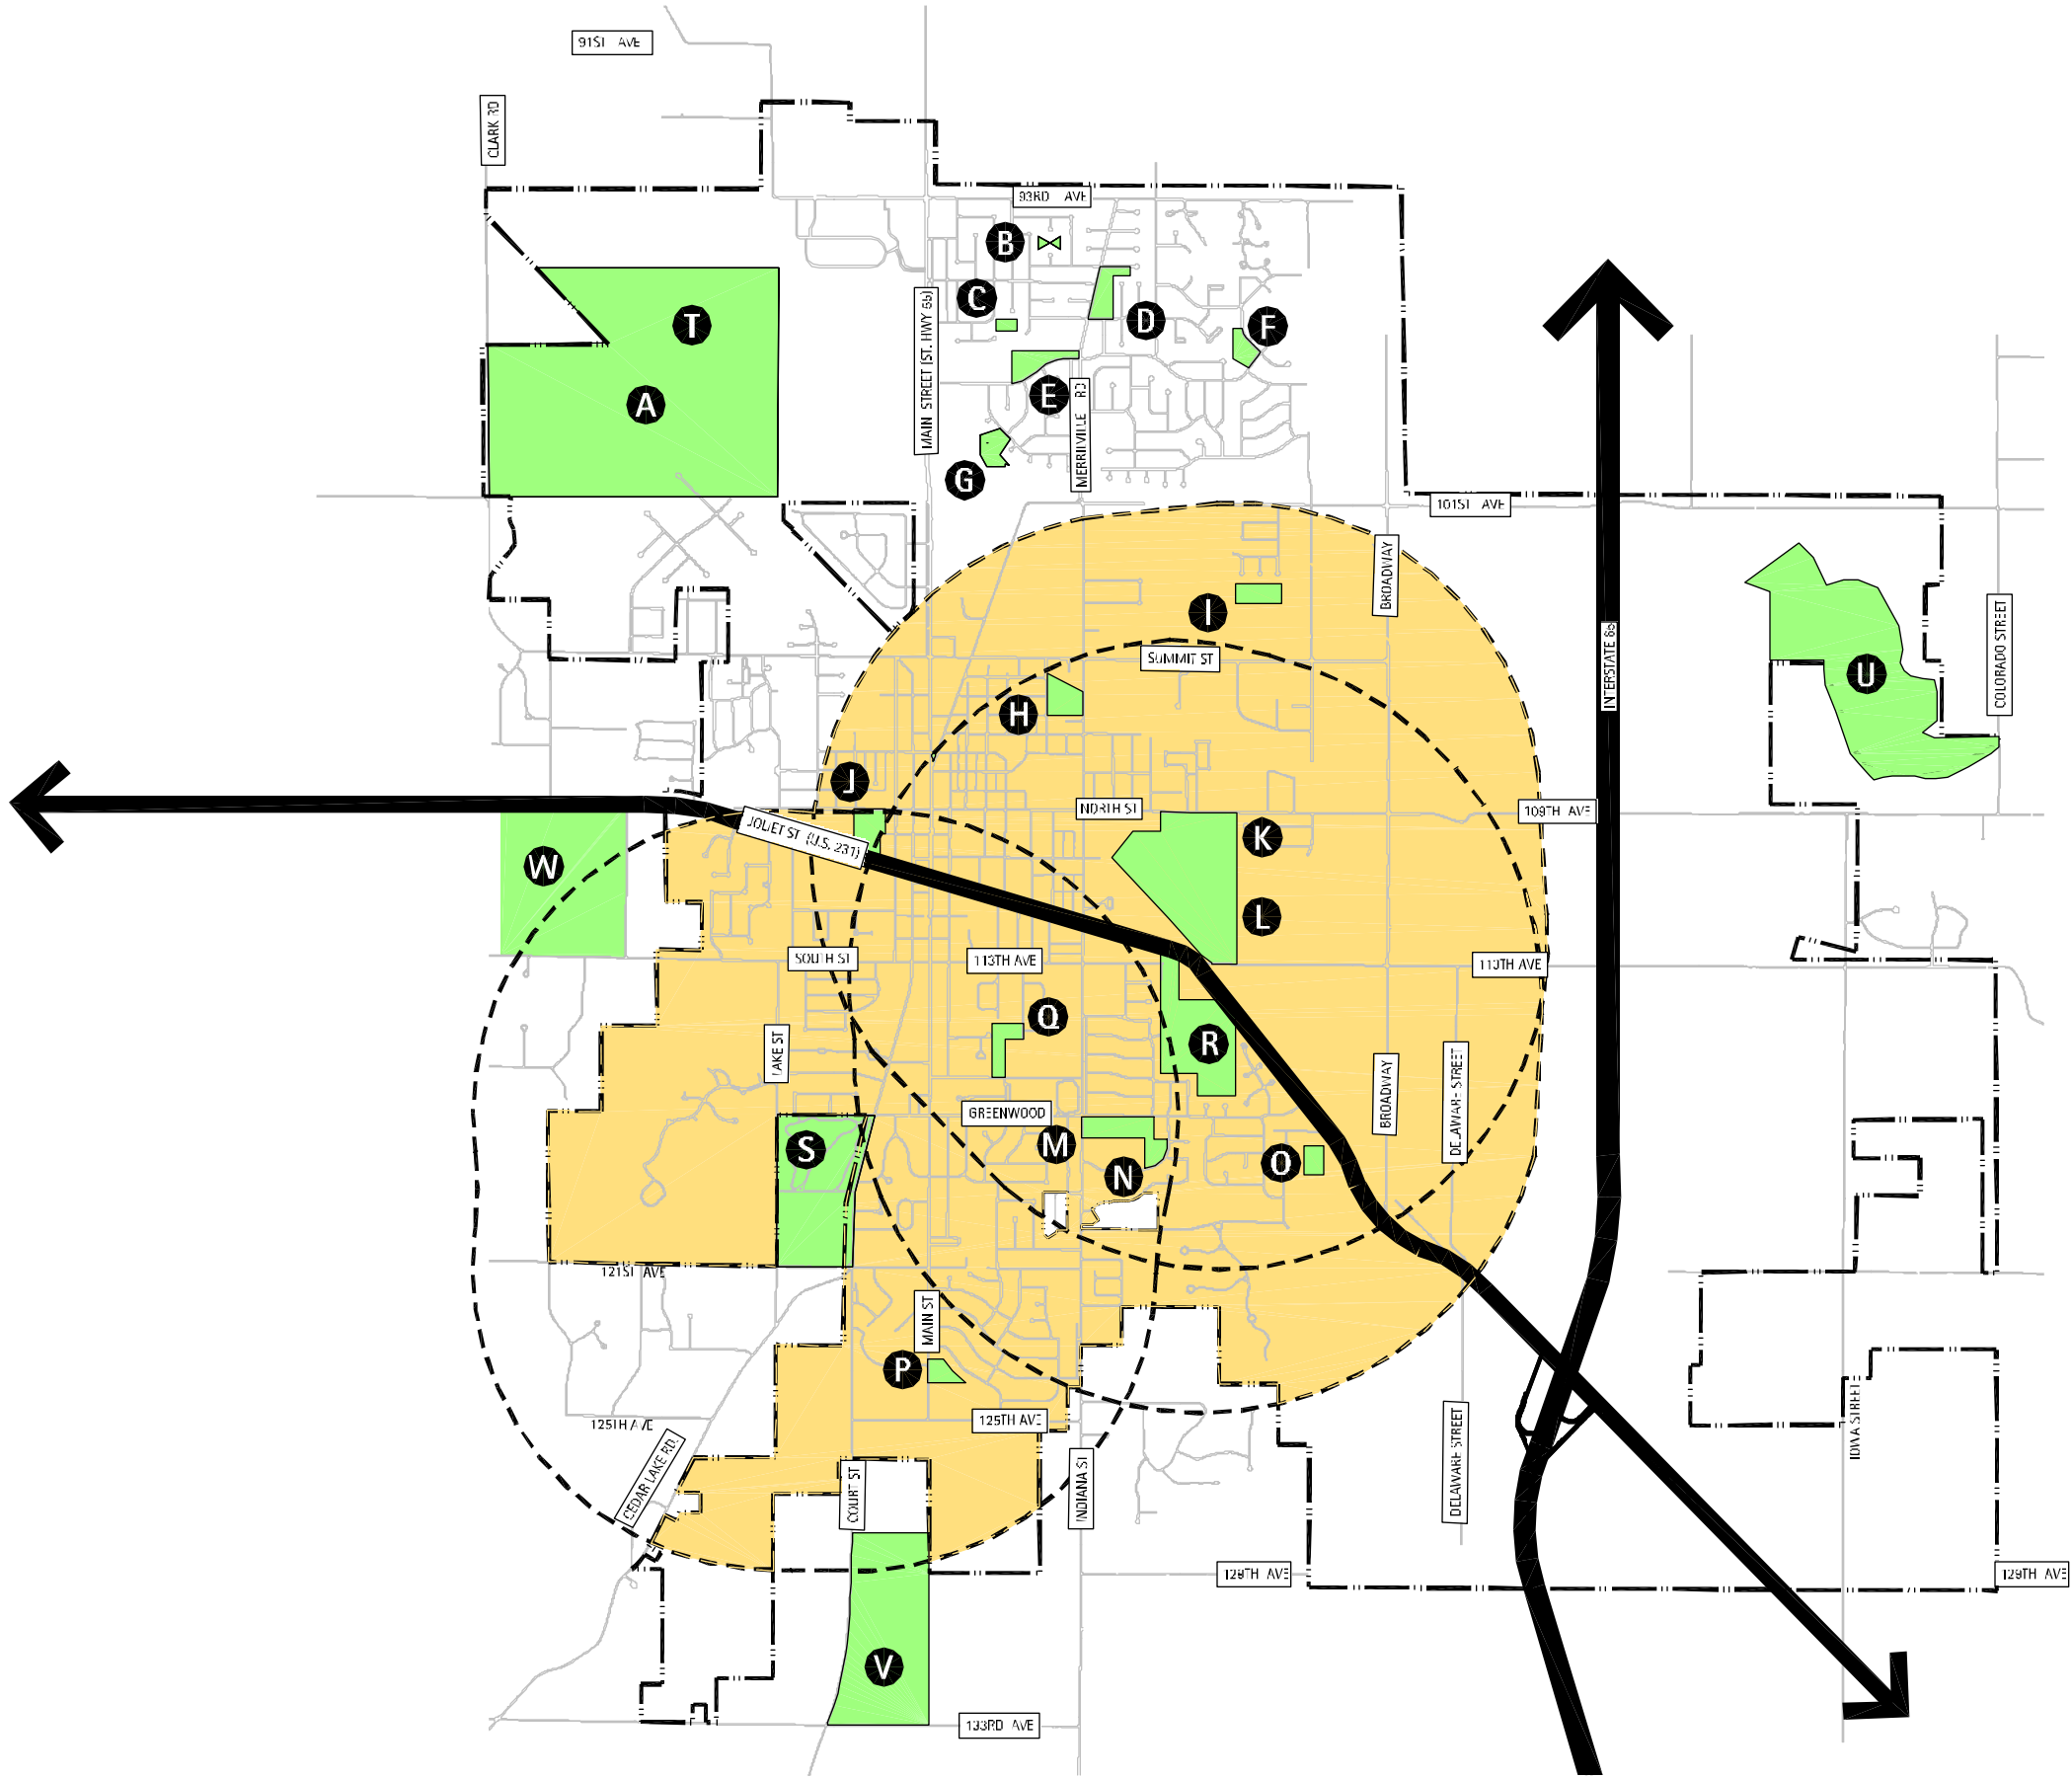 91ST AVE
CLARK RD
93RD AVE
B
C
T
D
F
MAIN STREET (ST. HWY 55)
A
E
MERRILLVILLE RD
G
101ST AVE
BROADWAY
I
INTERSTATE 65
COLORADO STREET
SUMMIT ST
U
H
J
NORTH ST
109TH AVE
JOLIET ST (U.S. 231)
K
W
L
SOUTH ST
113TH AVE
113TH AVE
Q
R
LAKE ST
BROADWAY
DELAWARE STREET
GREENWOOD
S
M
N
O
121ST AVE
MAIN ST
P
125TH AVE
125TH AVE
IOWA STREET
CEDAR LAKE RD.
COURT ST
INDIANA ST
DELAWARE STREET
129TH AVE
129TH AVE
V
133RD AVE